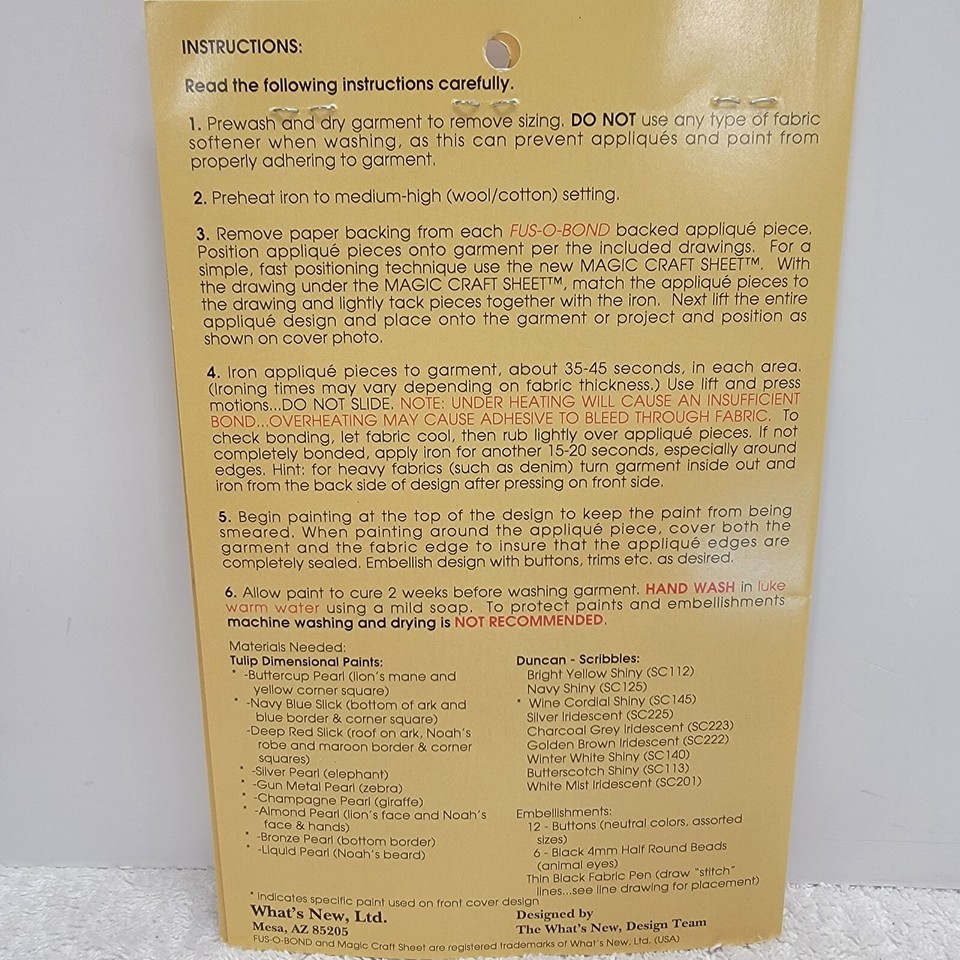 INSTRUCTIONS:
Read the following instructions carefully.
1. Prewash and dry garment to remove sizing. DO NOT use any type of fabric
softener when washing, as this can prevent appliqués and paint from
properly adhering to garment.
2. Preheat iron to medium-high (wool/cotton) setting.
3. Remove paper backing from each FUS-O-BOND backed appliqué piece.
Position appliqué pieces onto garment per the included drawings. For a
simple, fast positioning technique use the new MAGIC CRAFT SHEET™. With
the drawing under the MAGIC CRAFT SHEET™, match the appliqué pieces to
the drawing and lightly tack pieces together with the iron. Next lift the entire
appliqué design and place onto the garment or project and position as
shown on cover photo.
4. Iron appliqué pieces to garment, about 35-45 seconds, in each area.
(Ironing times may vary depending on fabric thickness.) Use lift and press
motions...DO NOT SLIDE. NOTE: UNDER HEATING WILL CAUSE AN INSUFFICIENT
BOND...OVERHEATING MAY CAUSE ADHESIVE TO BLEED THROUGH FABRIC. To
check bonding, let fabric cool, then rub lightly over appliqué pieces. If not
completely bonded, apply iron for another 15-20 seconds, especially around
edges. Hint: for heavy fabrics (such as denim) turn garment inside out and
iron from the back side of design after pressing on front side.
5. Begin painting at the top of the design to keep the paint from being
smeared. When painting around the appliqué piece, cover both the
garment and the fabric edge to insure that the appliqué edges are
completely sealed. Embellish design with buttons, trims etc. as desired.
6. Allow paint to cure 2 weeks before washing garment. HAND WASH in luke
warm water using a mild soap. To protect paints and embellishments
machine washing and drying is NOT RECOMMENDED.
Materials Needed:
Tulip Dimensional Paints:
* -Buttercup Pearl (lion's mane and
yellow corner square)
* -Navy Blue Slick (bottom of ark and
blue border & corner square)
-Deep Red Slick (roof on ark, Noah's
robe and maroon border & corner
squares)
* -Silver Pearl (elephant)
* -Gun Metal Pearl (zebra)
* -Champagne Pearl (giraffe)
* -Almond Pearl (lion's face and Noah's
face & hands)
* -Bronze Pearl (bottom border)
* -Liquid Pearl (Noah's beard)
Duncan - Scribbles:
Bright Yellow Shiny (SC112)
Navy Shiny (SC125)
* Wine Cordial Shiny (SC145)
Silver Iridescent (SC225)
Charcoal Grey Iridescent (SC223)
Golden Brown Iridescent (SC222)
Winter White Shiny (SC140)
Butterscotch Shiny (SC113)
White Mist Iridescent (SC201)
Embellishments:
12 - Buttons (neutral colors, assorted
sizes)
6 - Black 4mm Half Round Beads
(animal eyes)
Thin Black Fabric Pen (draw "stitch"
lines...see line drawing for placement)
* indicates specific paint used on front cover design
What's New, Ltd.
Mesa, AZ 85205
Designed by
The What's New, Design Team
FUS-O-BOND and Magic Craft Sheet are registered trademarks of What's New, Ltd. (USA)